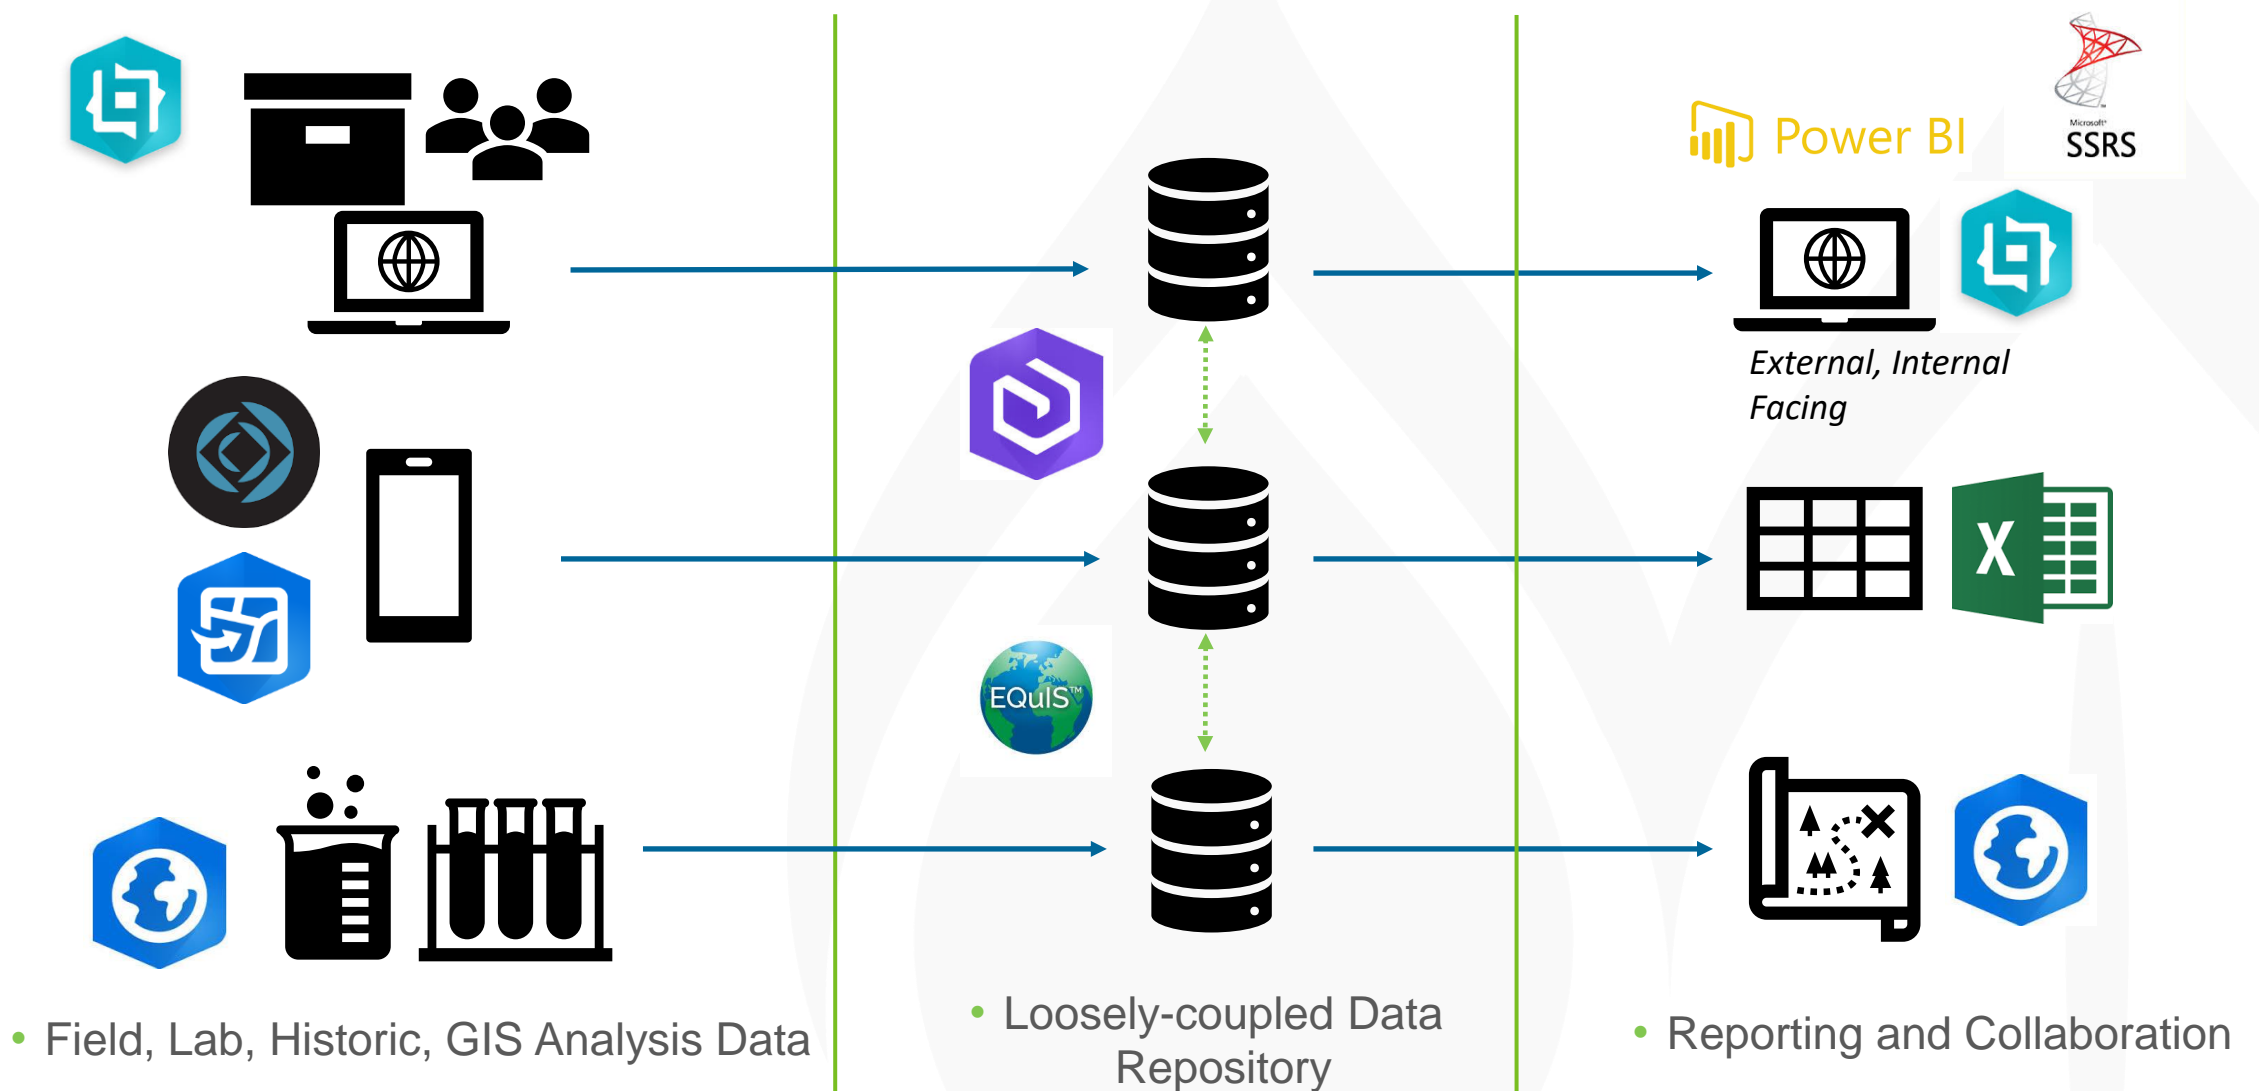 Power BI
Microsoft®
SSRS
External, Internal
Facing
X
EQuIS™
• Field, Lab, Historic, GIS Analysis Data
• Loosely-coupled Data
Repository
• Reporting and Collaboration